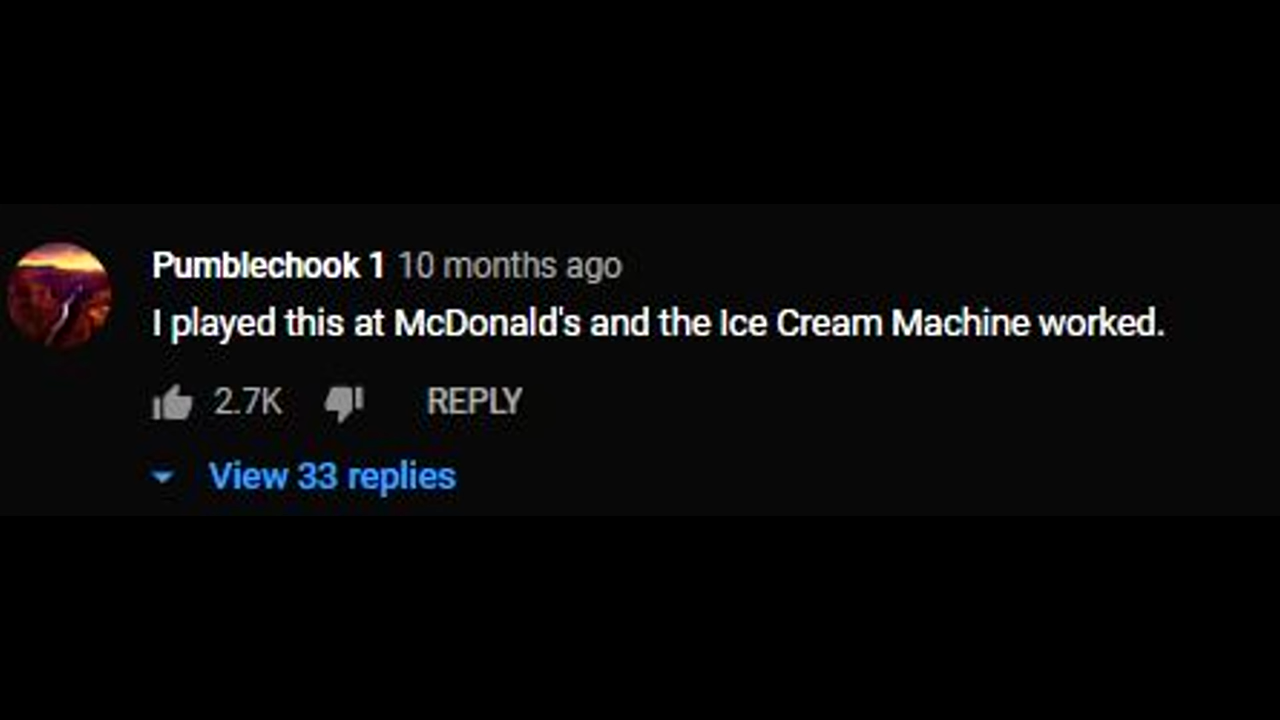 Pumblechook 1 10 months ago
I played this at McDonald's and the Ice Cream Machine worked.
2.7K REPLY
View 33 replies